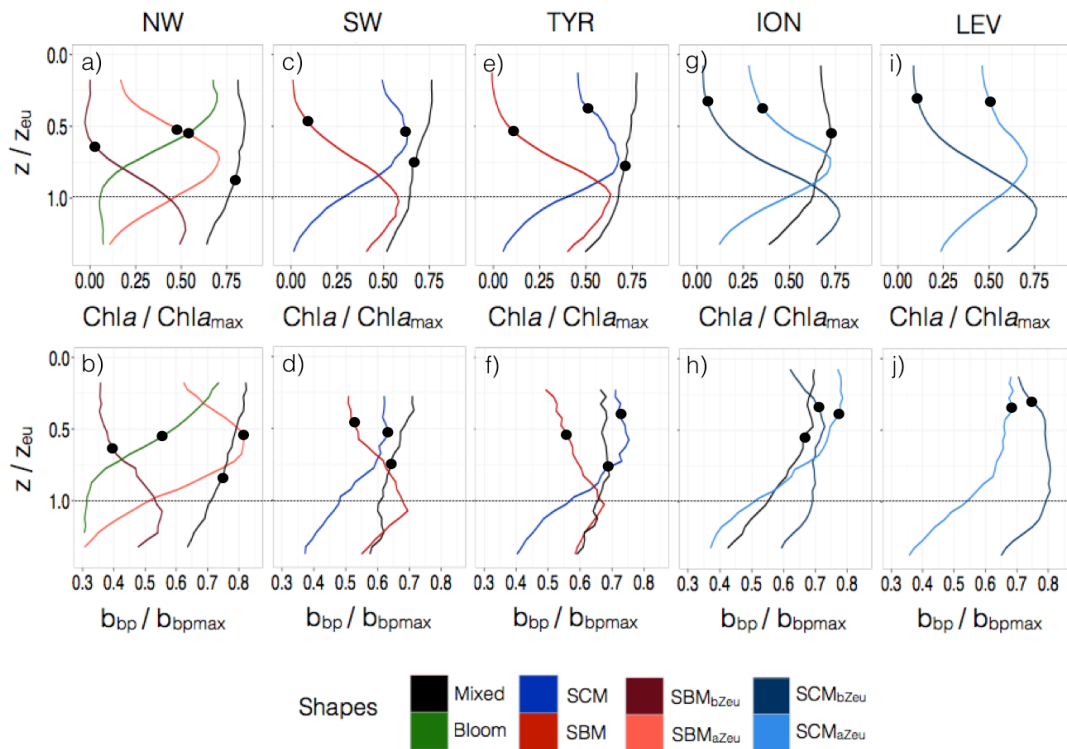 NW SW TYR ION LEV
a) c) e) g) i)
0.0
0.5
1.0
z / zeu
0.00 0.25 0.50 0.75 0.00 0.25 0.50 0.75 0.00 0.25 0.50 0.75 0.00 0.25 0.50 0.75 0.00 0.25 0.50 0.75
Chla / Chlamax Chla / Chlamax Chla / Chlamax Chla / Chlamax Chla / Chlamax
b) d) f) h) j)
0.0
0.5
1.0
z / zeu
0.3 0.4 0.5 0.6 0.7 0.8 0.3 0.4 0.5 0.6 0.7 0.8 0.3 0.4 0.5 0.6 0.7 0.8 0.3 0.4 0.5 0.6 0.7 0.8 0.3 0.4 0.5 0.6 0.7 0.8
bbp / bbpmax bbp / bbpmax bbp / bbpmax bbp / bbpmax bbp / bbpmax
Shapes
Mixed SCM SBMbZeu SCMbZeu
Bloom SBM SBMaZeu SCMaZeu